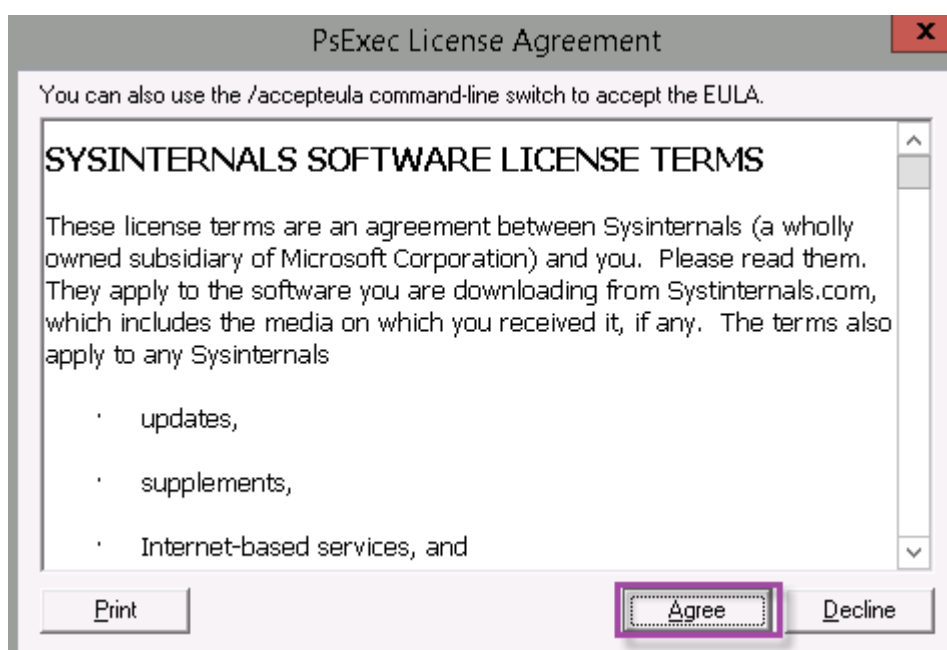 PsExec License Agreement
x
You can also use the /accepteula command-line switch to accept the EULA.
SYSINTERNALS SOFTWARE LICENSE TERMS
These license terms are an agreement between Sysinternals (a wholly
owned subsidiary of Microsoft Corporation) and you.  Please read them.
They apply to the software you are downloading from Systinternals.com,
which includes the media on which you received it, if any.  The terms also
apply to any Sysinternals
· updates,
· supplements,
· Internet-based services, and
Print Agree Decline